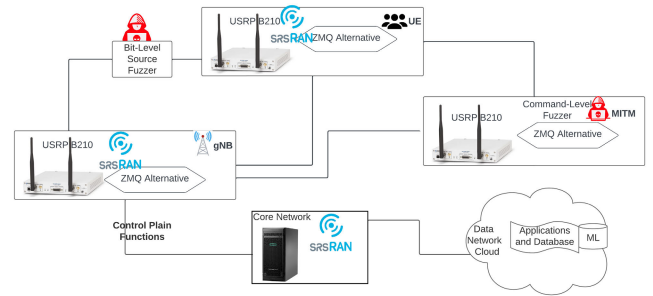 USRP B210
srsRAN
ZMQ Alternative
UE
Bit-Level
Source
Fuzzer
Command-Level
Fuzzer
MITM
USRP B210
ZMQ Alternative
USRP B210
srsRAN
ZMQ Alternative
gNB
Control Plain
Functions
Core Network
srsRAN
Data
Network
Cloud
Applications
and Database
ML